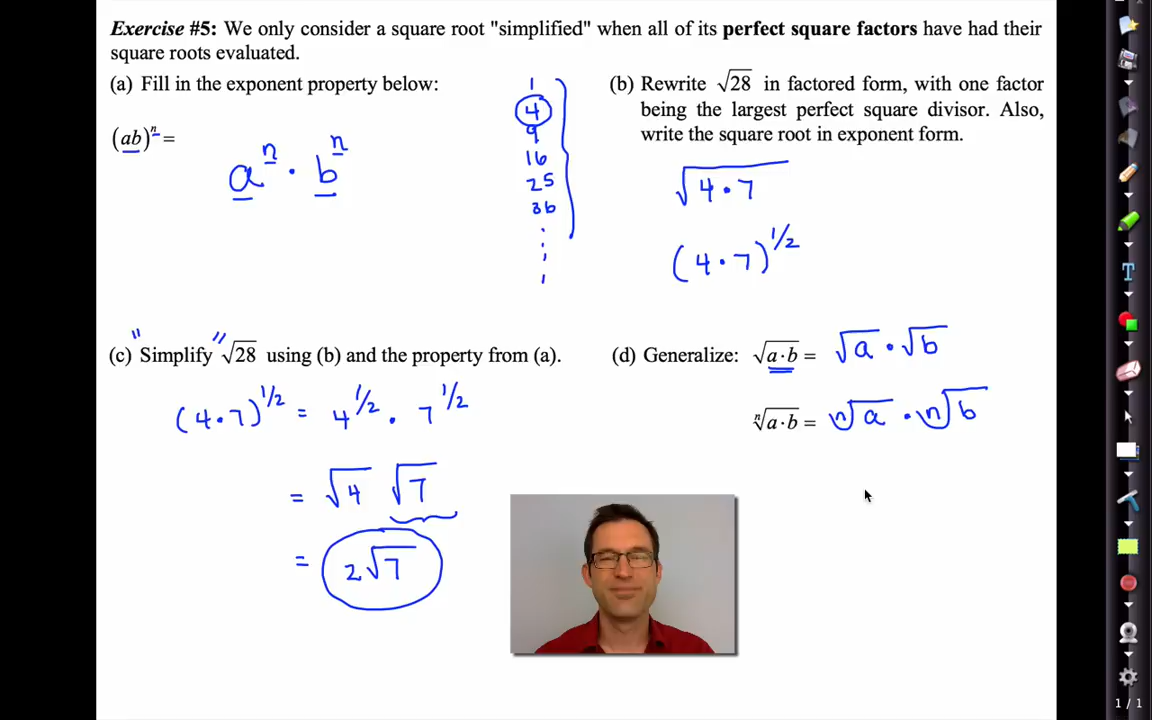 Exercise #5: We only consider a square root "simplified" when all of its perfect square factors have had their
square roots evaluated.
(a) Fill in the exponent property below:
(ab)ⁿ =
aⁿ · bⁿ
1
4
9
16
25
36
(b) Rewrite √28 in factored form, with one factor
being the largest perfect square divisor. Also,
write the square root in exponent form.
√(4·7)
(4·7)^1/2
(c) "Simplify" √28 using (b) and the property from (a).
(4·7)^1/2 = 4^1/2 · 7^1/2
= √4 √7
= 2√7
(d) Generalize: √(a·b) = √a · √b
ⁿ√(a·b) = ⁿ√a · ⁿ√b
T
1 / 1